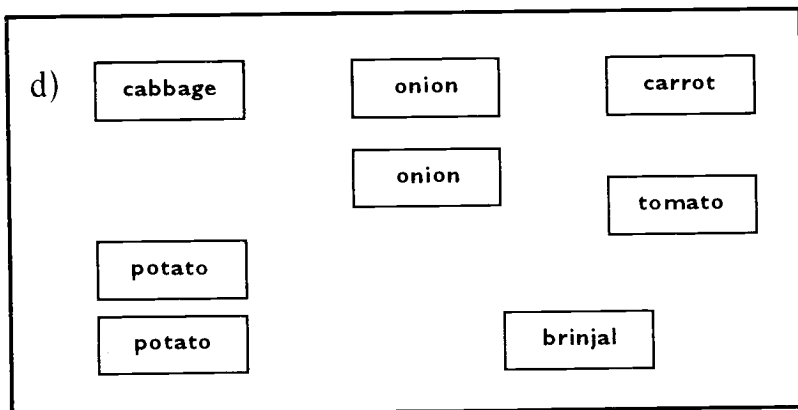 d) cabbage onion carrot
onion
tomato
potato
potato
brinjal